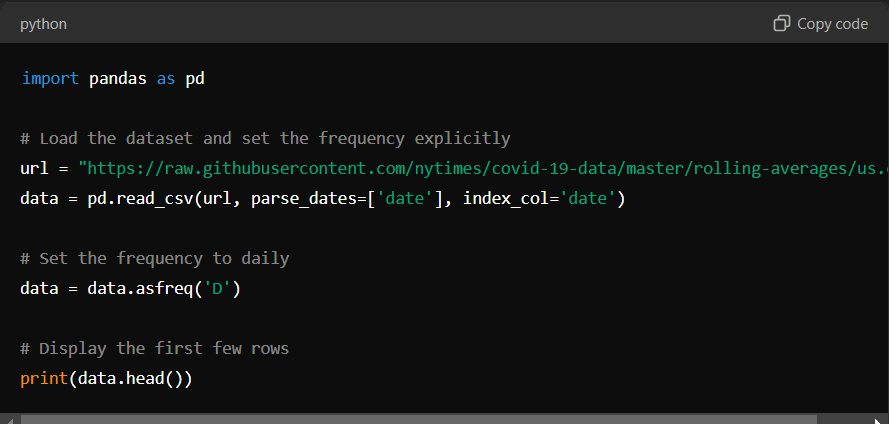 python Copy code
import pandas as pd
# Load the dataset and set the frequency explicitly
url = "https://raw.githubusercontent.com/nytimes/covid-19-data/master/rolling-averages/us.
data = pd.read_csv(url, parse_dates=['date'], index_col='date')
# Set the frequency to daily
data = data.asfreq('D')
# Display the first few rows
print(data.head())